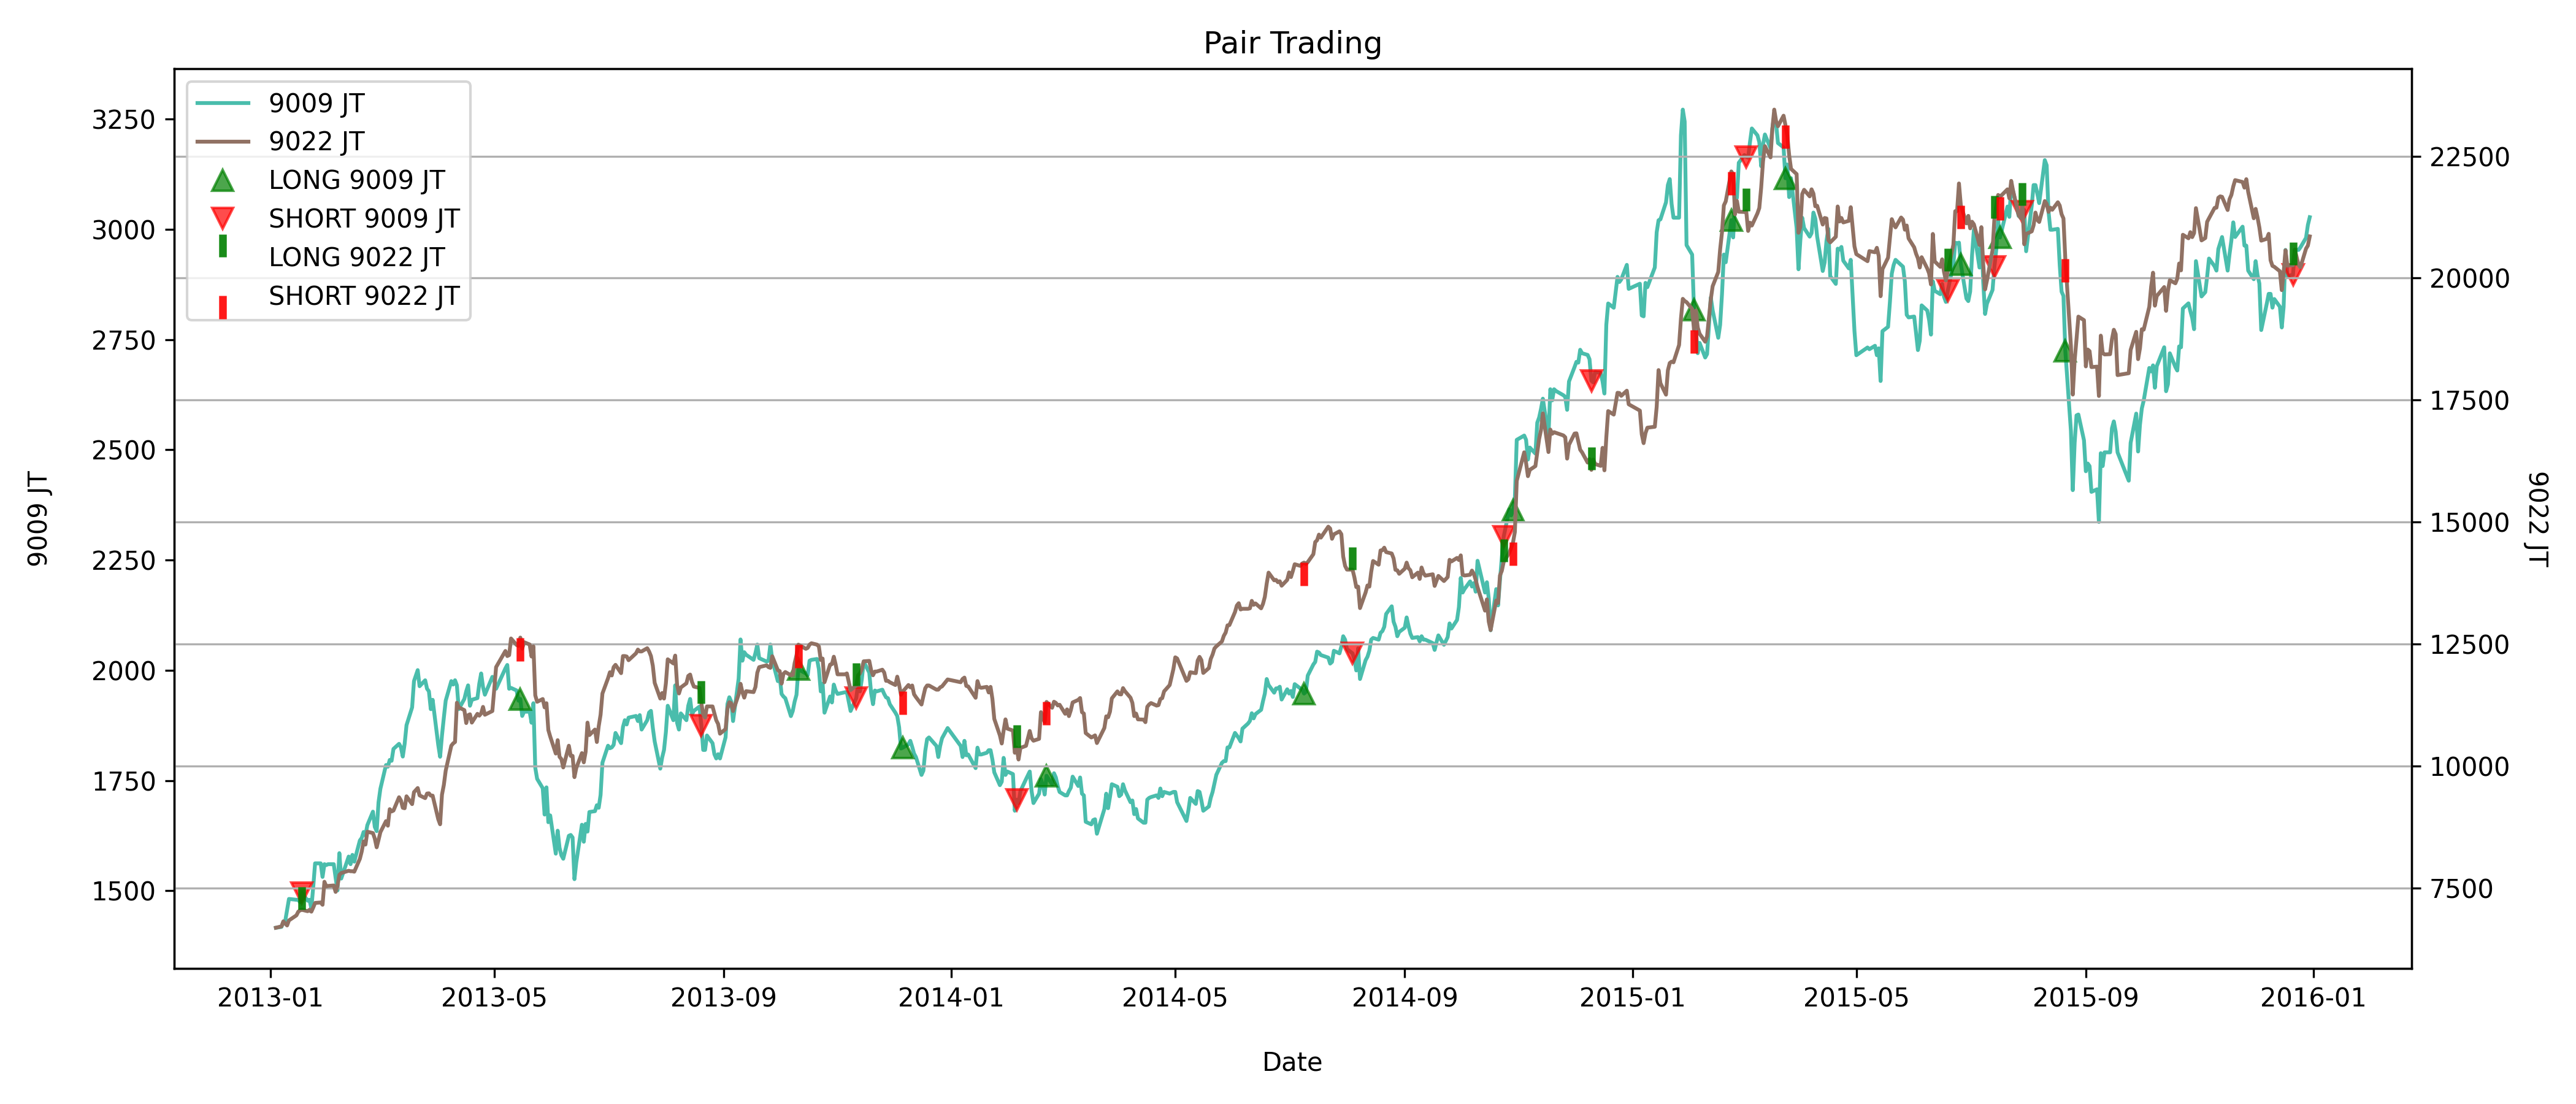 Pair Trading
9009 JT
9022 JT
LONG 9009 JT
SHORT 9009 JT
LONG 9022 JT
SHORT 9022 JT
3250
3000
2750
2500
2250
2000
1750
1500
9009 JT
22500
20000
17500
15000
12500
10000
7500
9022 JT
2013-01 2013-05 2013-09 2014-01 2014-05 2014-09 2015-01 2015-05 2015-09 2016-01
Date